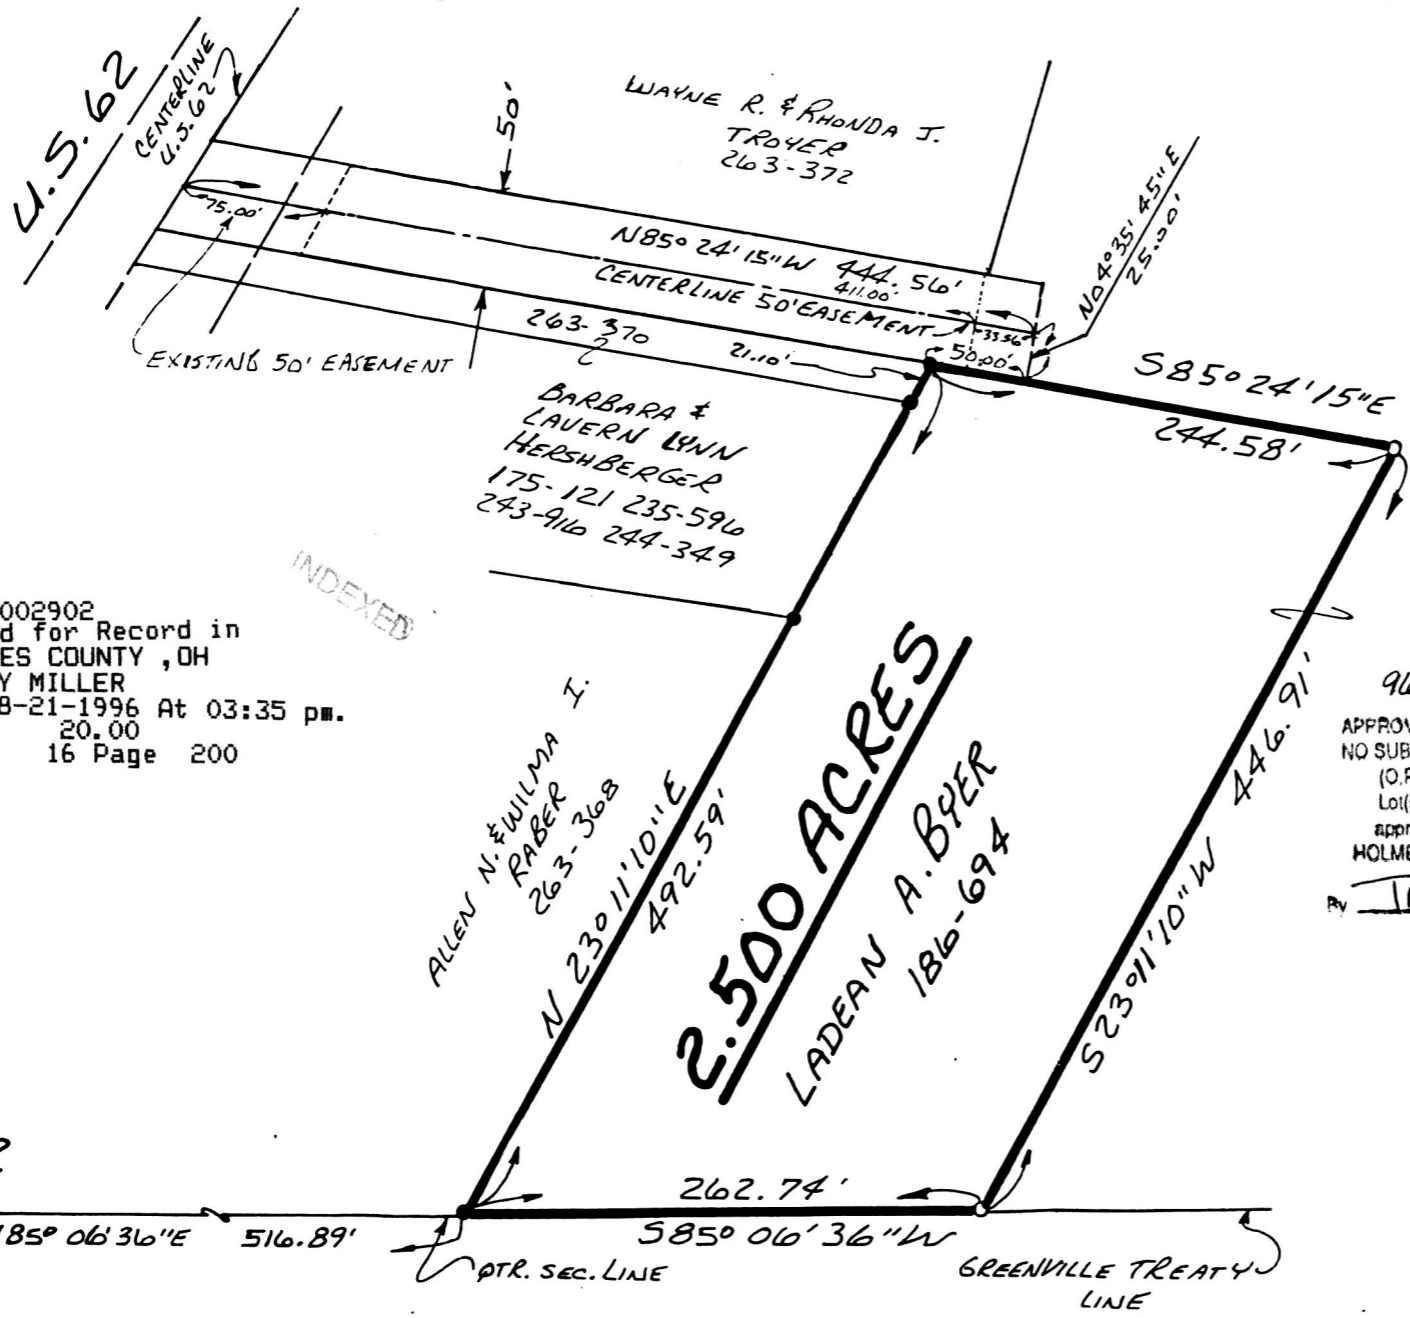 U.S. 62
CENTERLINE
U.S. 62
50'
WAYNE R. & RHONDA J.
TROYER
263-372
N04°35'45"E
25.00'
75.00'
N85°24'15"W 444.56'
411.00'
CENTERLINE 50' EASEMENT
33.56'
50.00'
EXISTING 50' EASEMENT
263-370
21.10'
S85°24'15"E
244.58'
BARBARA &
LAVERN LYNN
HERSHBERGER
175-121 235-596
243-916 244-349
INDEXED
002902
d for Record in
ES COUNTY ,OH
Y MILLER
8-21-1996 At 03:35 pm.
20.00
16 Page 200
ALLEN N. & WILMA I.
RABER
263-368
N 23°11'10"E
492.59'
2.500 ACRES
LADEAN A. BYER
186-694
446.91'
S23°11'10"W
96
APPROV
NO SUB
(O.R
Lot(
appr
HOLME
By
262.74'
S85°06'36"W
85°06'36"E 516.89'
QTR. SEC. LINE
GREENVILLE TREATY
LINE